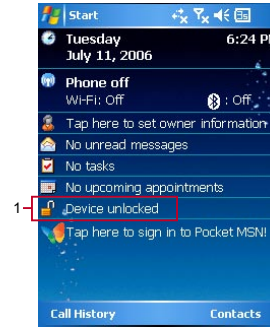 Start
Tuesday 6:24 P
July 11, 2006
Phone off
Wi-Fi: Off : Off
Tap here to set owner information
No unread messages
No tasks
No upcoming appointments
1 Device unlocked
Tap here to sign in to Pocket MSN!
Call History Contacts